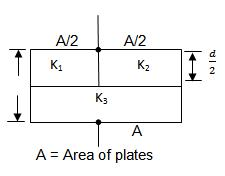 A/2 A/2
K₁ K₂ d/2
K₃
A
A = Area of plates